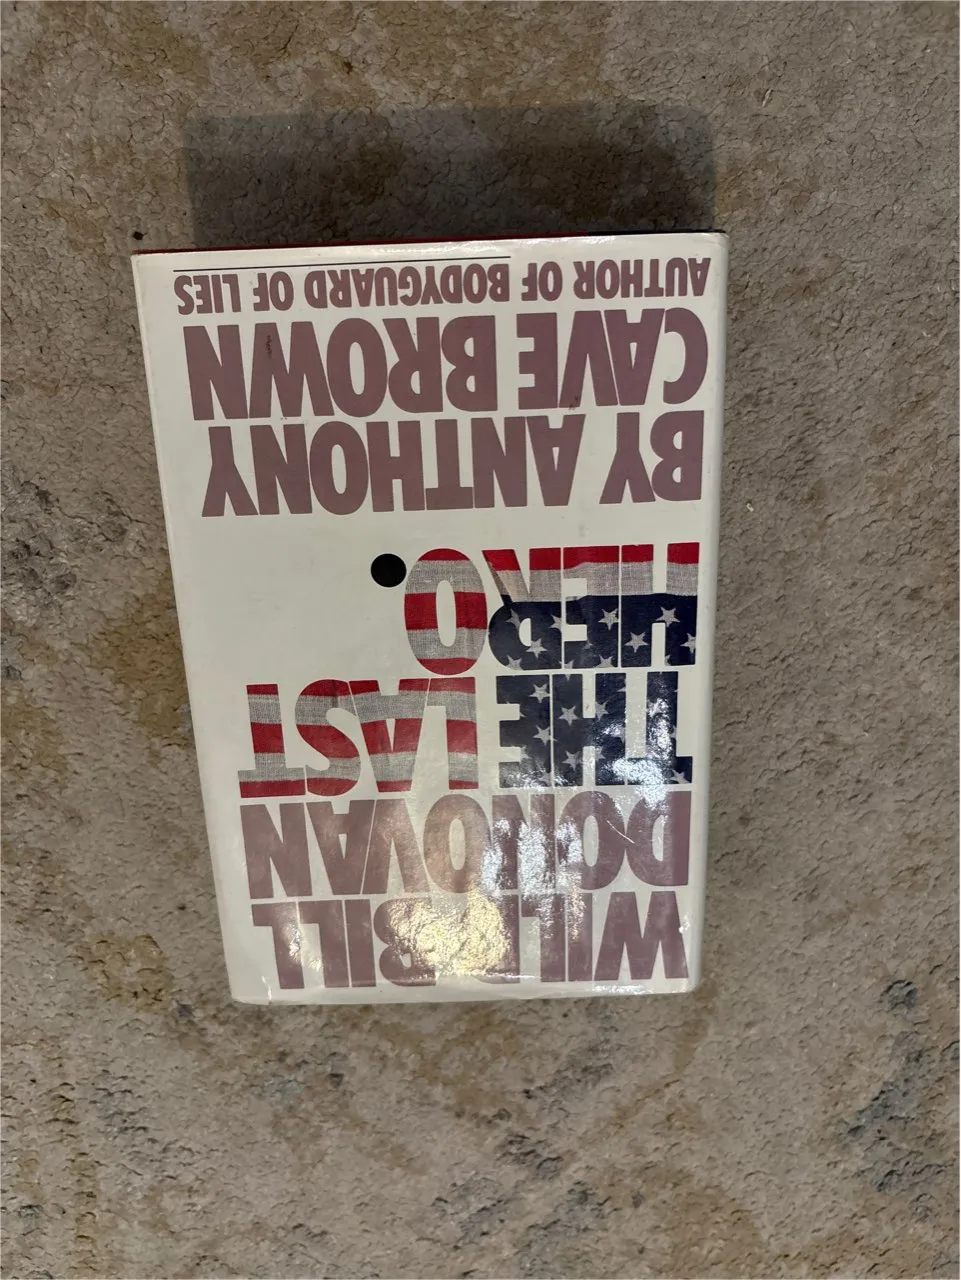 WILD BILL
DONOVAN
THE LAST
HERO
BY ANTHONY
CAVE BROWN
AUTHOR OF BODYGUARD OF LIES